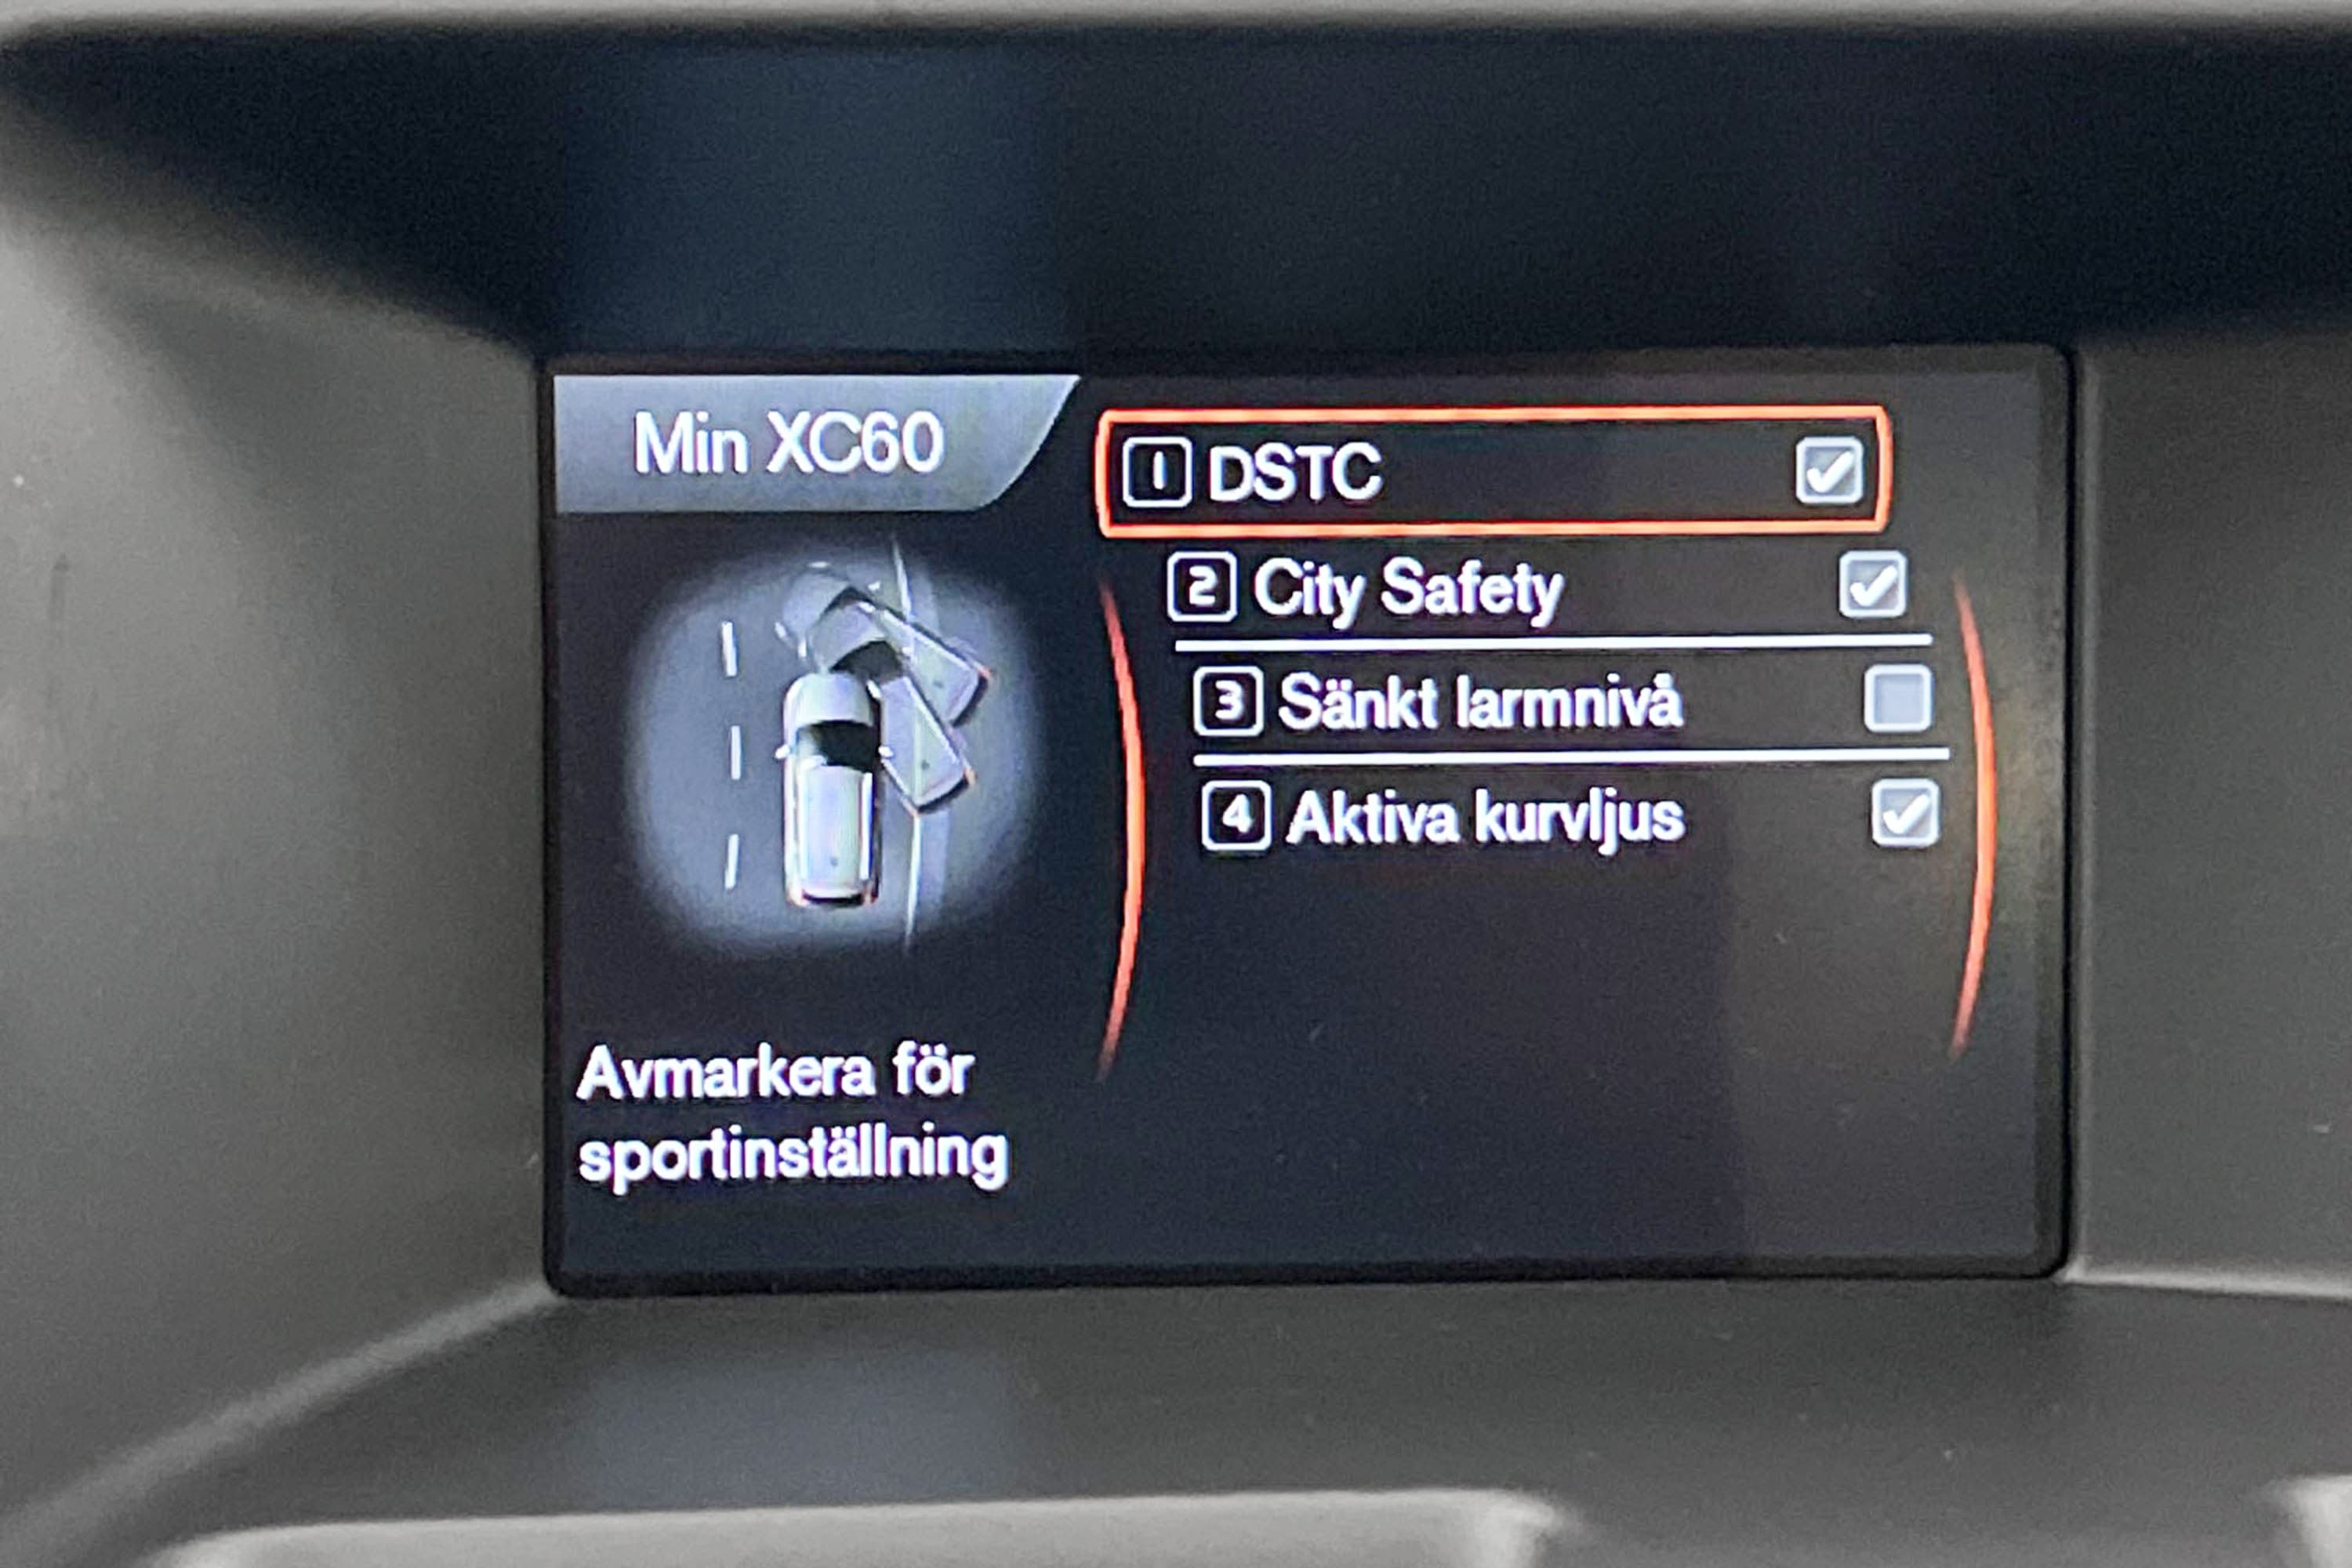 Min XC60
1 DSTC
2 City Safety
3 Sänkt larmnivå
4 Aktiva kurvljus
Avmarkera för
sportinställning